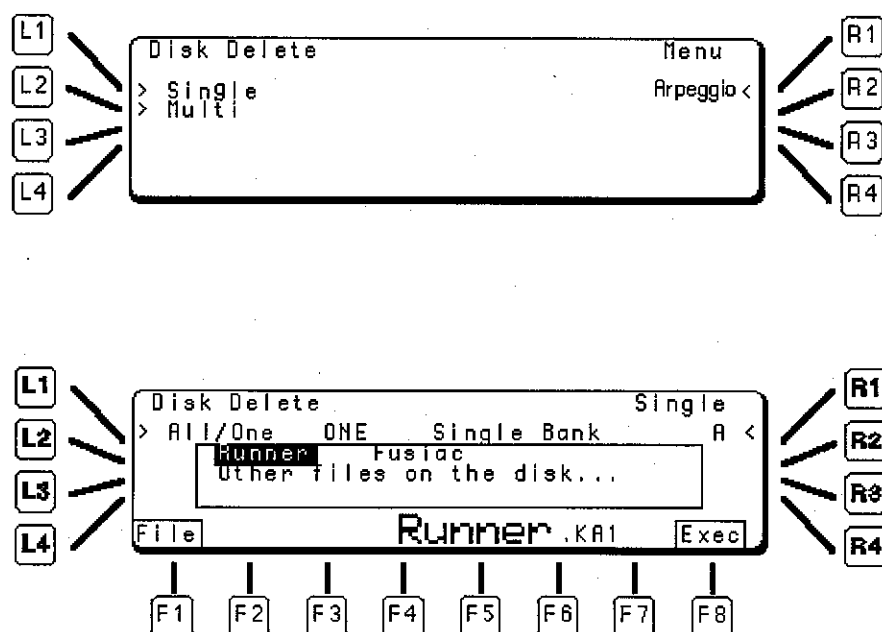 L1
L2
L3
L4
Disk Delete Menu
> Single Arpeggio <
> Multi
R1
R2
R3
R4
L1
L2
L3
L4
Disk Delete Single
> All/One ONE Single Bank A <
Runner Fusiac
Other files on the disk...
File Runner .KA1 Exec
R1
R2
R3
R4
F1 F2 F3 F4 F5 F6 F7 F8